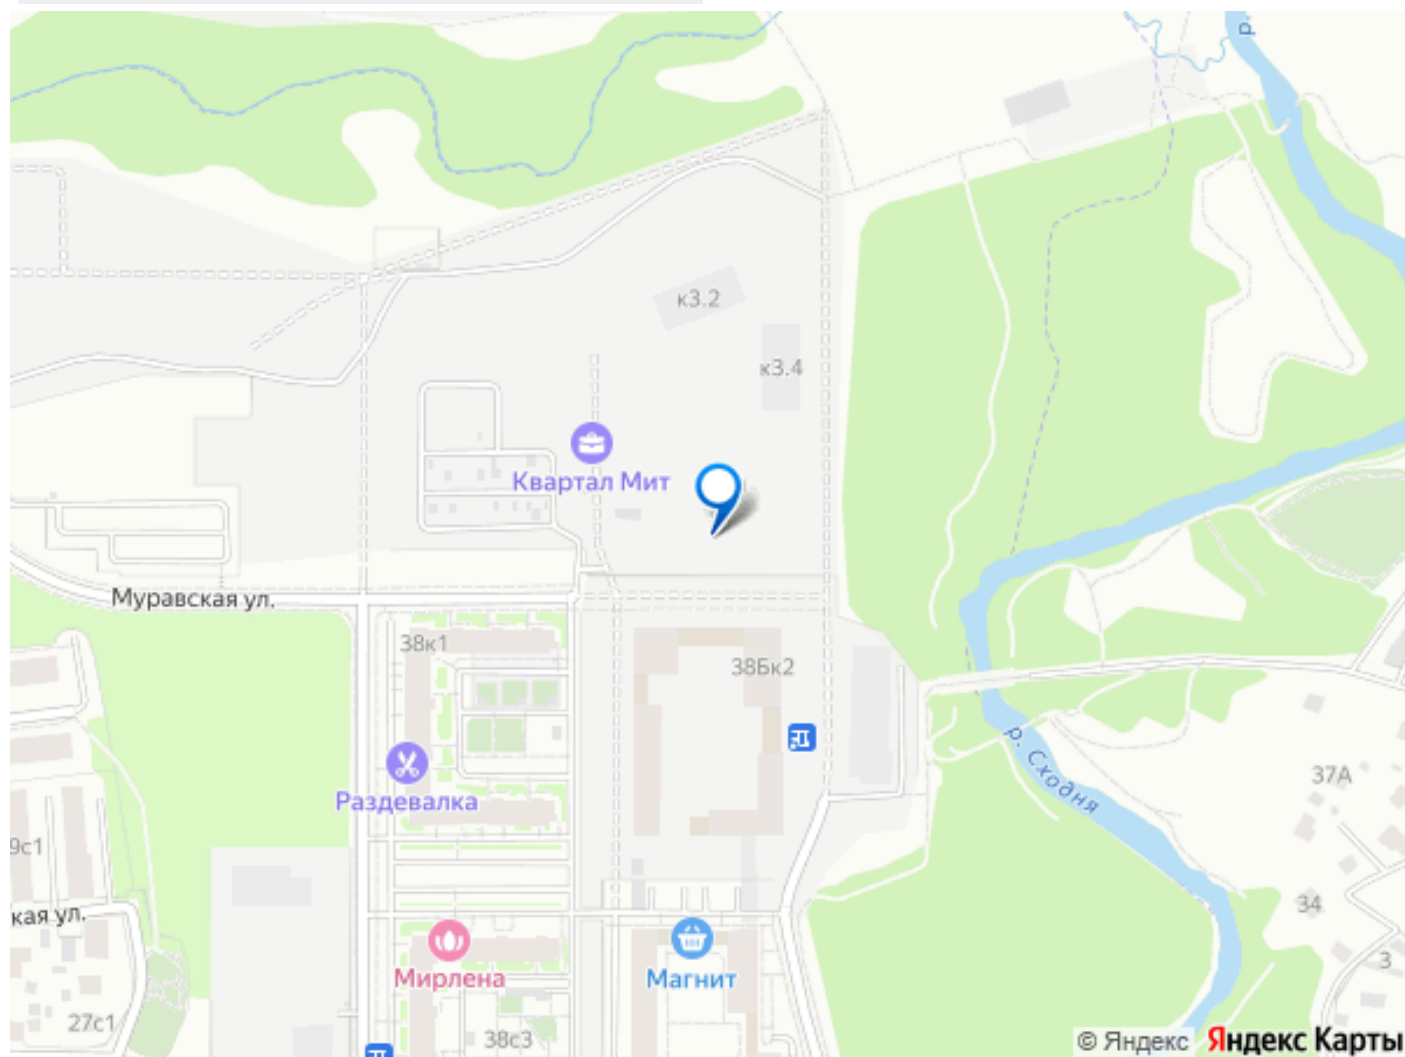 р.
к3.2
к3.4
Квартал Мит
Муравская ул.
38к1
38Бк2
р. Сходня
37А
Раздевалка
9с1
34
кая ул.
Мирлена
Магнит
3
27с1
38с3
© Яндекс Яндекс Карты